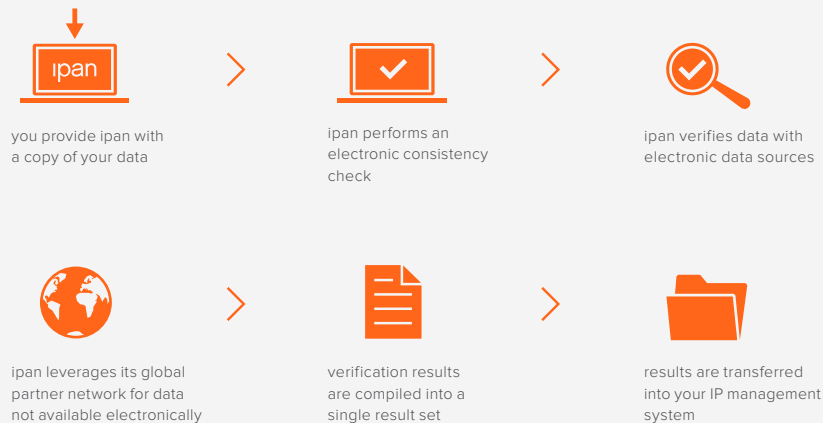 ıpan
you provide ipan with
a copy of your data
ipan performs an
electronic consistency
check
ipan verifies data with
electronic data sources
ipan leverages its global
partner network for data
not available electronically
verification results
are compiled into a
single result set
results are transferred
into your IP management
system